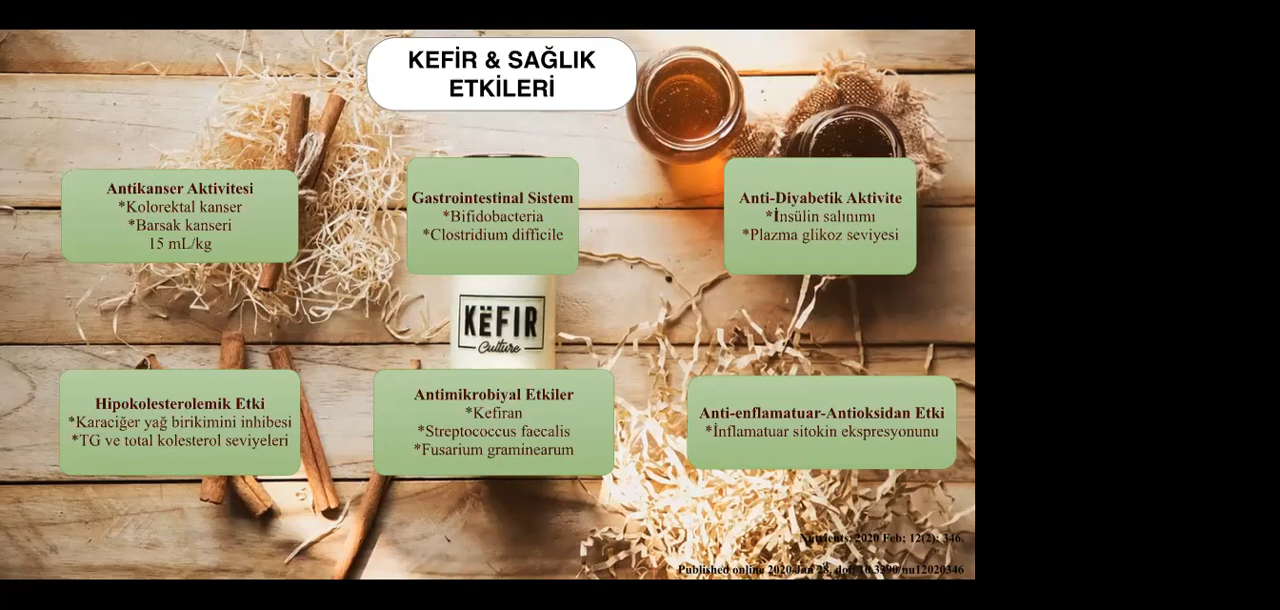 KEFİR & SAĞLIK
ETKİLERİ
Antikanser Aktivitesi
*Kolorektal kanser
*Barsak kanseri
15 mL/kg
Gastrointestinal Sistem
*Bifidobacteria
*Clostridium difficile
Anti-Diyabetik Aktivite
*İnsülin salınımı
*Plazma glikoz seviyesi
KËFIR
Culture
Hipokolesterolemik Etki
*Karaciğer yağ birikimini inhibesi
*TG ve total kolesterol seviyeleri
Antimikrobiyal Etkiler
*Kefiran
*Streptococcus faecalis
*Fusarium graminearum
Anti-enflamatuar-Antioksidan Etki
*İnflamatuar sitokin ekspresyonunu
Nutrients. 2020 Feb; 12(2): 346.
Published online 2020 Jan 28. doi: 10.3390/nu12020346